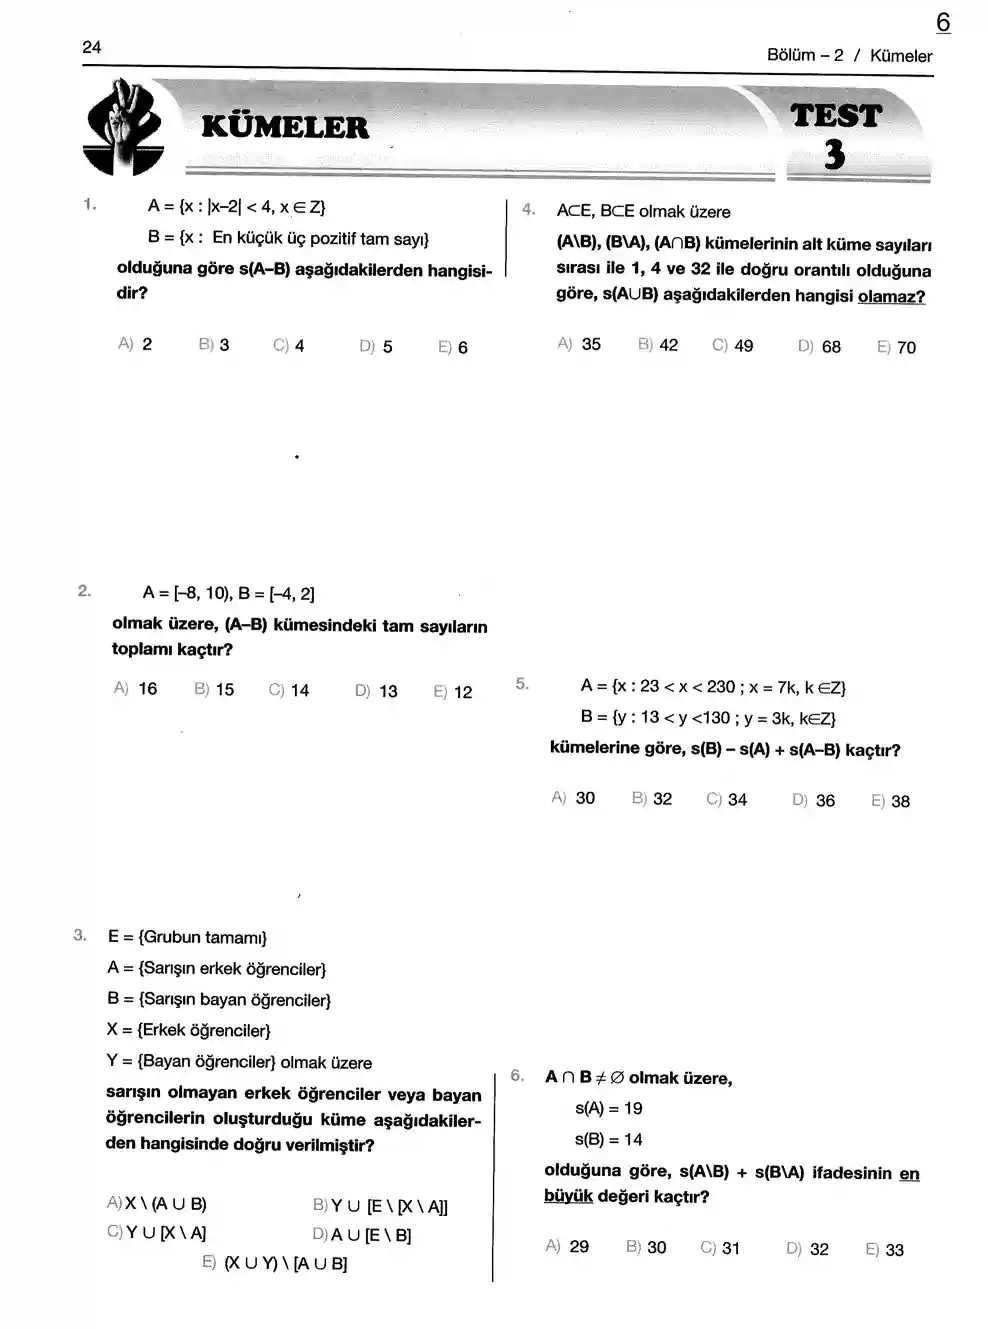 6
24
Bölüm – 2 / Kümeler
KÜMELER
TEST
3
1. A = {x : |x–2| < 4, x ∈ Z}
B = {x : En küçük üç pozitif tam sayı}
olduğuna göre s(A–B) aşağıdakilerden hangisi-
dir?
A) 2 B) 3 C) 4 D) 5 E) 6
2. A = [–8, 10), B = [–4, 2]
olmak üzere, (A–B) kümesindeki tam sayıların
toplamı kaçtır?
A) 16 B) 15 C) 14 D) 13 E) 12
3. E = {Grubun tamamı}
A = {Sarışın erkek öğrenciler}
B = {Sarışın bayan öğrenciler}
X = {Erkek öğrenciler}
Y = {Bayan öğrenciler} olmak üzere
sarışın olmayan erkek öğrenciler veya bayan
öğrencilerin oluşturduğu küme aşağıdakiler-
den hangisinde doğru verilmiştir?
A) X \ (A ∪ B) B) Y ∪ [E \ [X \ A]]
C) Y ∪ [X \ A] D) A ∪ [E \ B]
E) (X ∪ Y) \ [A ∪ B]
4. A⊂E, B⊂E olmak üzere
(A\B), (B\A), (A∩B) kümelerinin alt küme sayıları
sırası ile 1, 4 ve 32 ile doğru orantılı olduğuna
göre, s(A∪B) aşağıdakilerden hangisi olamaz?
A) 35 B) 42 C) 49 D) 68 E) 70
5. A = {x : 23 < x < 230 ; x = 7k, k ∈Z}
B = {y : 13 < y <130 ; y = 3k, k∈Z}
kümelerine göre, s(B) – s(A) + s(A–B) kaçtır?
A) 30 B) 32 C) 34 D) 36 E) 38
6. A ∩ B ≠ ∅ olmak üzere,
s(A) = 19
s(B) = 14
olduğuna göre, s(A\B) + s(B\A) ifadesinin en
büyük değeri kaçtır?
A) 29 B) 30 C) 31 D) 32 E) 33